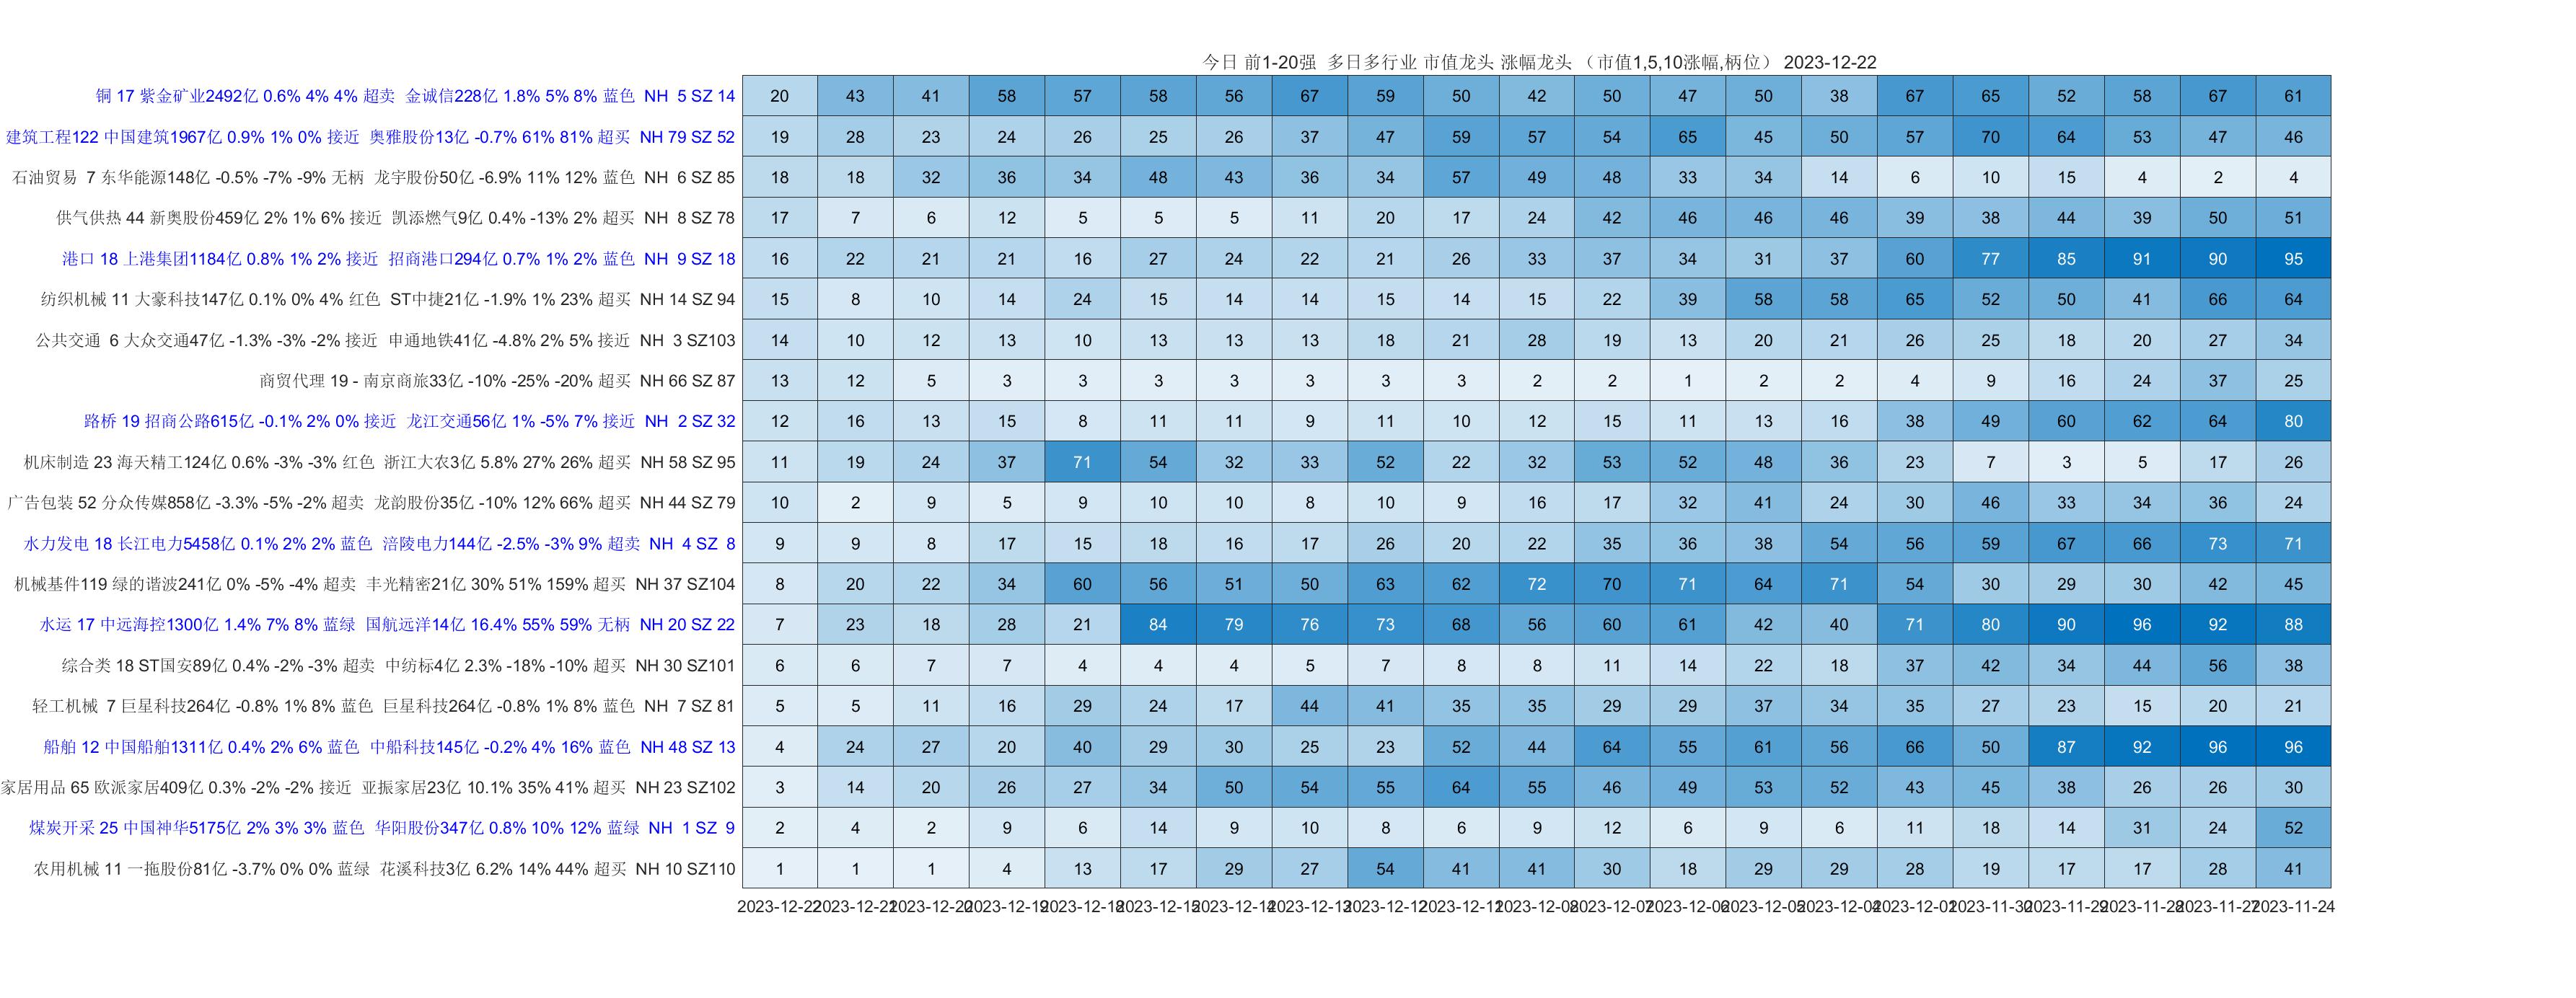 今日 前1-20强 多日多行业 市值龙头 涨幅龙头 （市值1,5,10涨幅,柄位） 2023-12-22
铜 17 紫金矿业2492亿 0.6% 4% 4% 超卖 金诚信228亿 1.8% 5% 8% 蓝色 NH 5 SZ 14 20 43 41 58 57 58 56 67 59 50 42 50 47 50 38 67 65 52 58 67 61
建筑工程122 中国建筑1967亿 0.9% 1% 0% 接近 奥雅股份13亿 -0.7% 61% 81% 超买 NH 79 SZ 52 19 28 23 24 26 25 26 37 47 59 57 54 65 45 50 57 70 64 53 47 46
石油贸易 7 东华能源148亿 -0.5% -7% -9% 无柄 龙宇股份50亿 -6.9% 11% 12% 蓝色 NH 6 SZ 85 18 18 32 36 34 48 43 36 34 57 49 48 33 34 14 6 10 15 4 2 4
供气供热 44 新奥股份459亿 2% 1% 6% 接近 凯添燃气9亿 0.4% -13% 2% 超买 NH 8 SZ 78 17 7 6 12 5 5 5 11 20 17 24 42 46 46 46 39 38 44 39 50 51
港口 18 上港集团1184亿 0.8% 1% 2% 接近 招商港口294亿 0.7% 1% 2% 蓝色 NH 9 SZ 18 16 22 21 21 16 27 24 22 21 26 33 37 34 31 37 60 77 85 91 90 95
纺织机械 11 大豪科技147亿 0.1% 0% 4% 红色 ST中捷21亿 -1.9% 1% 23% 超买 NH 14 SZ 94 15 8 10 14 24 15 14 14 15 14 15 22 39 58 58 65 52 50 41 66 64
公共交通 6 大众交通47亿 -1.3% -3% -2% 接近 申通地铁41亿 -4.8% 2% 5% 接近 NH 3 SZ103 14 10 12 13 10 13 13 13 18 21 28 19 13 20 21 26 25 18 20 27 34
商贸代理 19 - 南京商旅33亿 -10% -25% -20% 超买 NH 66 SZ 87 13 12 5 3 3 3 3 3 3 3 2 2 1 2 2 4 9 16 24 37 25
路桥 19 招商公路615亿 -0.1% 2% 0% 接近 龙江交通56亿 1% -5% 7% 接近 NH 2 SZ 32 12 16 13 15 8 11 11 9 11 10 12 15 11 13 16 38 49 60 62 64 80
机床制造 23 海天精工124亿 0.6% -3% -3% 红色 浙江大农3亿 5.8% 27% 26% 超买 NH 58 SZ 95 11 19 24 37 71 54 32 33 52 22 32 53 52 48 36 23 7 3 5 17 26
广告包装 52 分众传媒858亿 -3.3% -5% -2% 超卖 龙韵股份35亿 -10% 12% 66% 超买 NH 44 SZ 79 10 2 9 5 9 10 10 8 10 9 16 17 32 41 24 30 46 33 34 36 24
水力发电 18 长江电力5458亿 0.1% 2% 2% 蓝色 涪陵电力144亿 -2.5% -3% 9% 超卖 NH 4 SZ 8 9 9 8 17 15 18 16 17 26 20 22 35 36 38 54 56 59 67 66 73 71
机械基件119 绿的谐波241亿 0% -5% -4% 超卖 丰光精密21亿 30% 51% 159% 超买 NH 37 SZ104 8 20 22 34 60 56 51 50 63 62 72 70 71 64 71 54 30 29 30 42 45
水运 17 中远海控1300亿 1.4% 7% 8% 蓝绿 国航远洋14亿 16.4% 55% 59% 无柄 NH 20 SZ 22 7 23 18 28 21 84 79 76 73 68 56 60 61 42 40 71 80 90 96 92 88
综合类 18 ST国安89亿 0.4% -2% -3% 超卖 中纺标4亿 2.3% -18% -10% 超买 NH 30 SZ101 6 6 7 7 4 4 4 5 7 8 8 11 14 22 18 37 42 34 44 56 38
轻工机械 7 巨星科技264亿 -0.8% 1% 8% 蓝色 巨星科技264亿 -0.8% 1% 8% 蓝色 NH 7 SZ 81 5 5 11 16 29 24 17 44 41 35 35 29 29 37 34 35 27 23 15 20 21
船舶 12 中国船舶1311亿 0.4% 2% 6% 蓝色 中船科技145亿 -0.2% 4% 16% 蓝色 NH 48 SZ 13 4 24 27 20 40 29 30 25 23 52 44 64 55 61 56 66 50 87 92 96 96
家居用品 65 欧派家居409亿 0.3% -2% -2% 接近 亚振家居23亿 10.1% 35% 41% 超买 NH 23 SZ102 3 14 20 26 27 34 50 54 55 64 55 46 49 53 52 43 45 38 26 26 30
煤炭开采 25 中国神华5175亿 2% 3% 3% 蓝色 华阳股份347亿 0.8% 10% 12% 蓝绿 NH 1 SZ 9 2 4 2 9 6 14 9 10 8 6 9 12 6 9 6 11 18 14 31 24 52
农用机械 11 一拖股份81亿 -3.7% 0% 0% 蓝绿 花溪科技3亿 6.2% 14% 44% 超买 NH 10 SZ110 1 1 1 4 13 17 29 27 54 41 41 30 18 29 29 28 19 17 17 28 41
2023-12-22 2023-12-21 2023-12-20 2023-12-19 2023-12-18 2023-12-15 2023-12-14 2023-12-13 2023-12-12 2023-12-11 2023-12-08 2023-12-07 2023-12-06 2023-12-05 2023-12-04 2023-12-01 2023-11-30 2023-11-29 2023-11-28 2023-11-27 2023-11-24